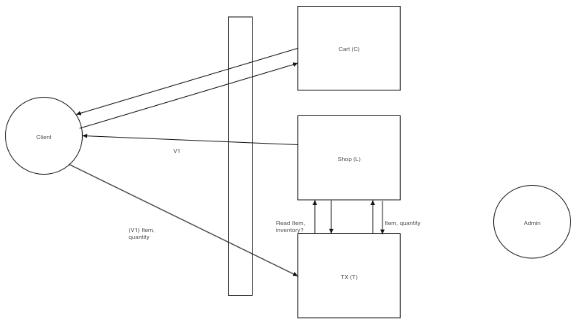 Cart (C)
Client
V1
Shop (L)
(V1) Item,
quantity
Read Item,
inventory?
Item, quantity
Admin
TX (T)